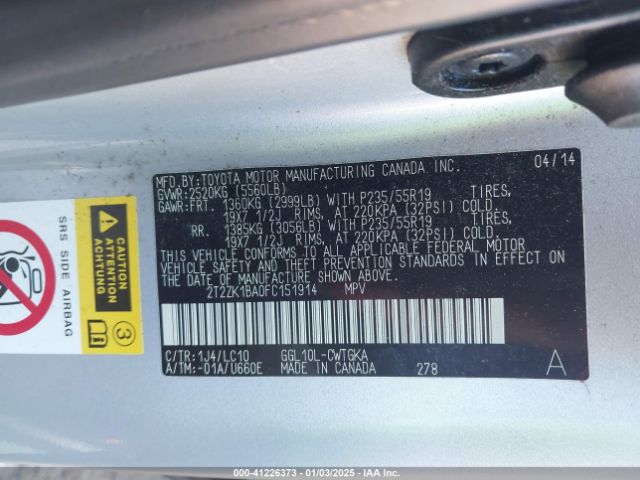 MFD.BY:TOYOTA MOTOR MANUFACTURING CANADA INC. 04/14
GVWR:2520KG (5560LB)
GAWR:FRT. 1360KG (2999LB) WITH P235/55R19 TIRES,
19X7 1/2J RIMS, AT 220KPA (32PSI) COLD.
RR. 1385KG (3056LB) WITH P235/55R19 TIRES,
19X7 1/2J RIMS, AT 220KPA (32PSI) COLD.
THIS VEHICLE CONFORMS TO ALL APPLICABLE FEDERAL MOTOR
VEHICLE SAFETY AND THEFT PREVENTION STANDARDS IN EFFECT ON
THE DATE OF MANUFACTURE SHOWN ABOVE.
2T2ZK1BA0FC151914 MPV
C/TR:1J4/LC10 GGL10L-CWTGKA
A/TM:-01A/U660E MADE IN CANADA 278 A
SRS SIDE AIRBAG
3
000-41226373 - 01/03/2025 - Copart, IAA. Inc.